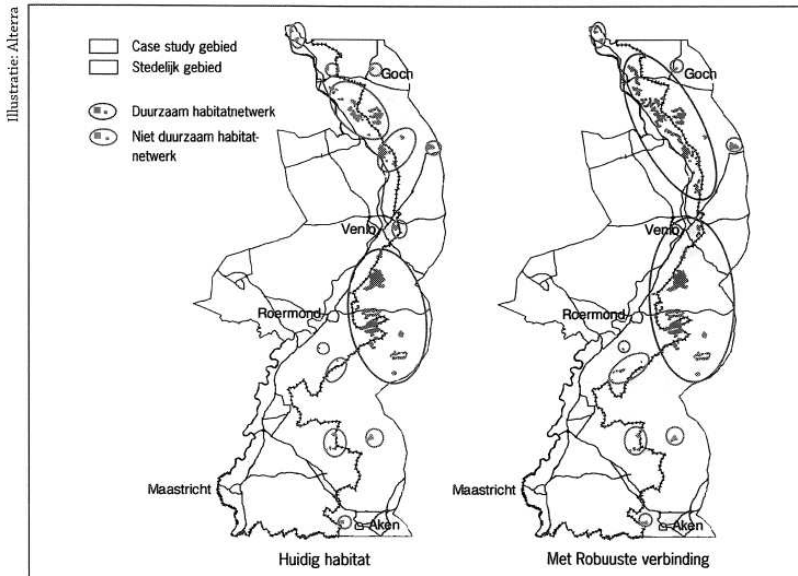 Illustratie: Alterra
Case study gebied
Stedelijk gebied
Duurzaam habitatnetwerk
Niet duurzaam habitat-
netwerk
Goch
Venlo
Roermond
Maastricht
Aken
Huidig habitat
Goch
Venlo
Roermond
Maastricht
Aken
Met Robuuste verbinding